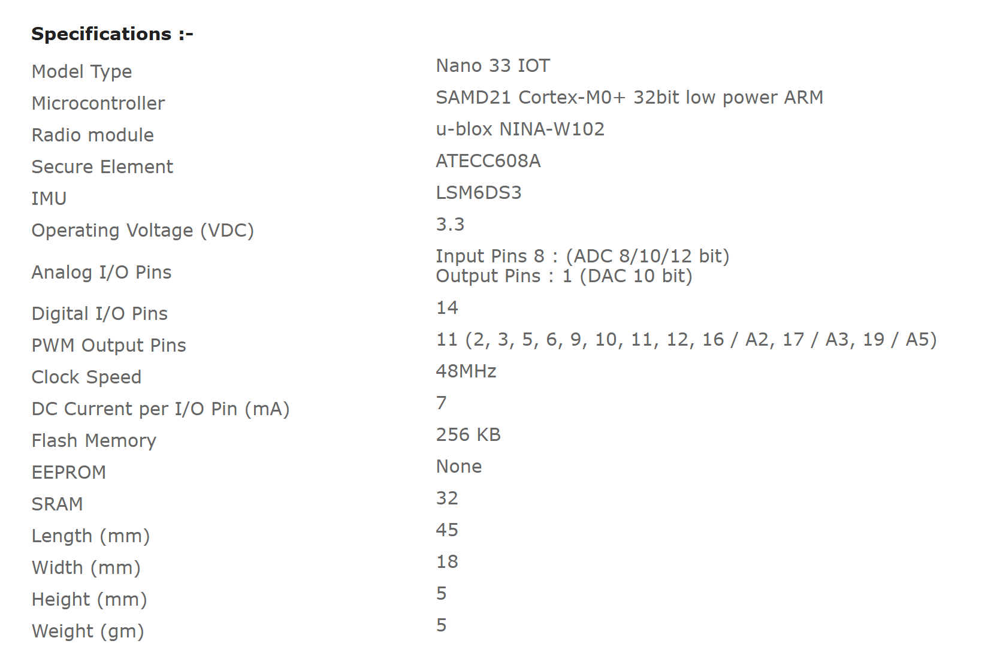 Specifications :-
Model Type Nano 33 IOT
Microcontroller SAMD21 Cortex-M0+ 32bit low power ARM
Radio module u-blox NINA-W102
Secure Element ATECC608A
IMU LSM6DS3
Operating Voltage (VDC) 3.3
Analog I/O Pins Input Pins 8 : (ADC 8/10/12 bit)
Output Pins : 1 (DAC 10 bit)
Digital I/O Pins 14
PWM Output Pins 11 (2, 3, 5, 6, 9, 10, 11, 12, 16 / A2, 17 / A3, 19 / A5)
Clock Speed 48MHz
DC Current per I/O Pin (mA) 7
Flash Memory 256 KB
EEPROM None
SRAM 32
Length (mm) 45
Width (mm) 18
Height (mm) 5
Weight (gm) 5